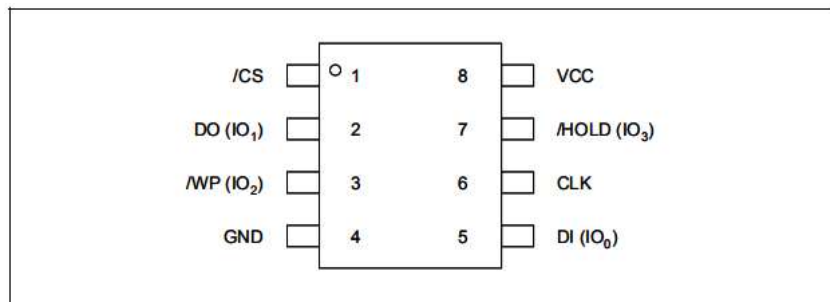 /CS 1 8 VCC
DO (IO₁) 2 7 /HOLD (IO₃)
/WP (IO₂) 3 6 CLK
GND 4 5 DI (IO₀)